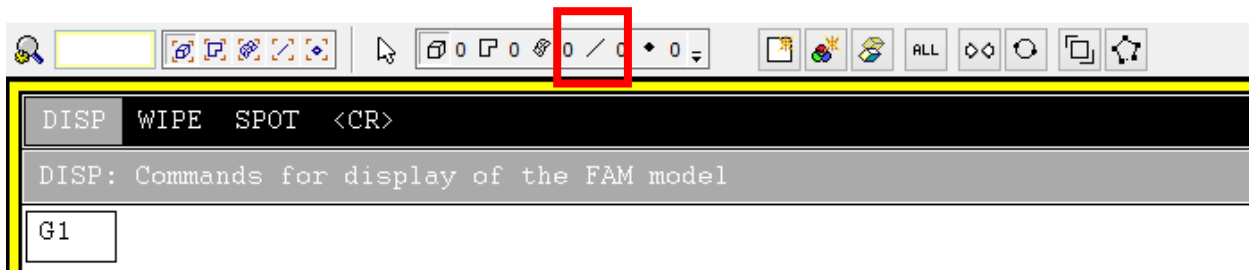 0 0 0 0 0 ALL
DISP WIPE SPOT <CR>
DISP: Commands for display of the FAM model
G1